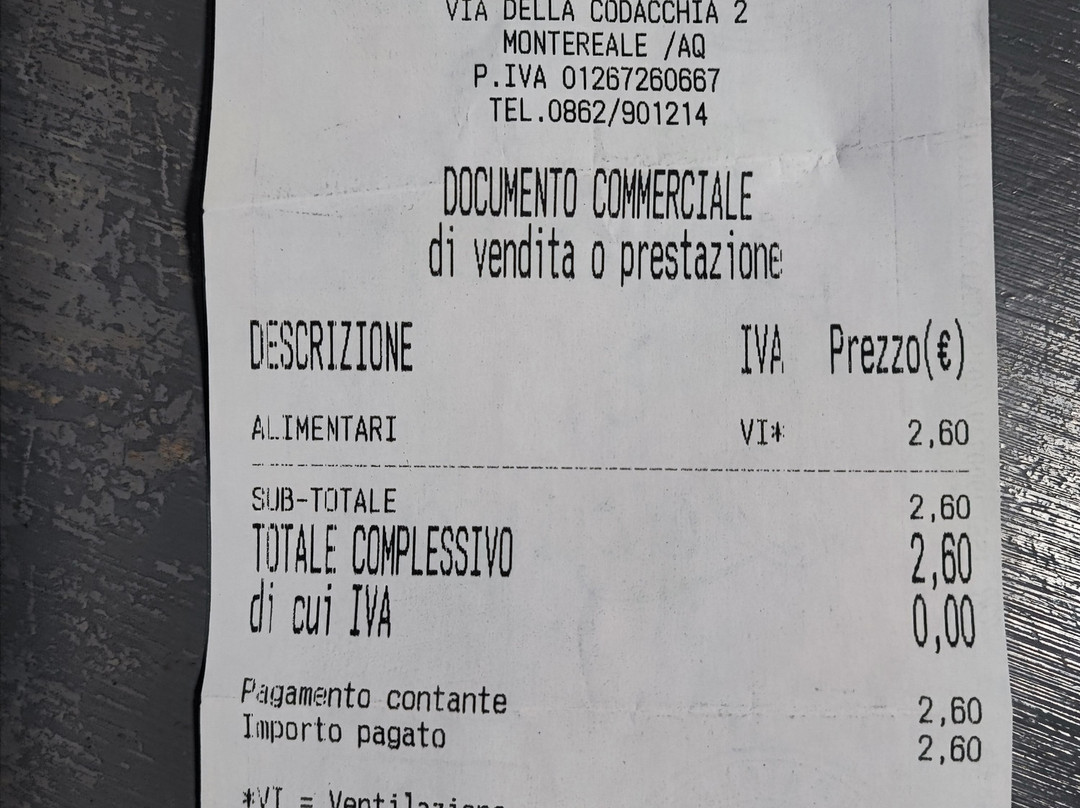 VIA DELLA CODACCHIA 2
MONTEREALE /AQ
P.IVA 01267260667
TEL.0862/901214
DOCUMENTO COMMERCIALE
di vendita o prestazione
DESCRIZIONE IVA Prezzo(€)
ALIMENTARI VI* 2,60
SUB-TOTALE 2,60
TOTALE COMPLESSIVO 2,60
di cui IVA 0,00
Pagamento contante 2,60
Importo pagato 2,60
*VI = Ventilazione